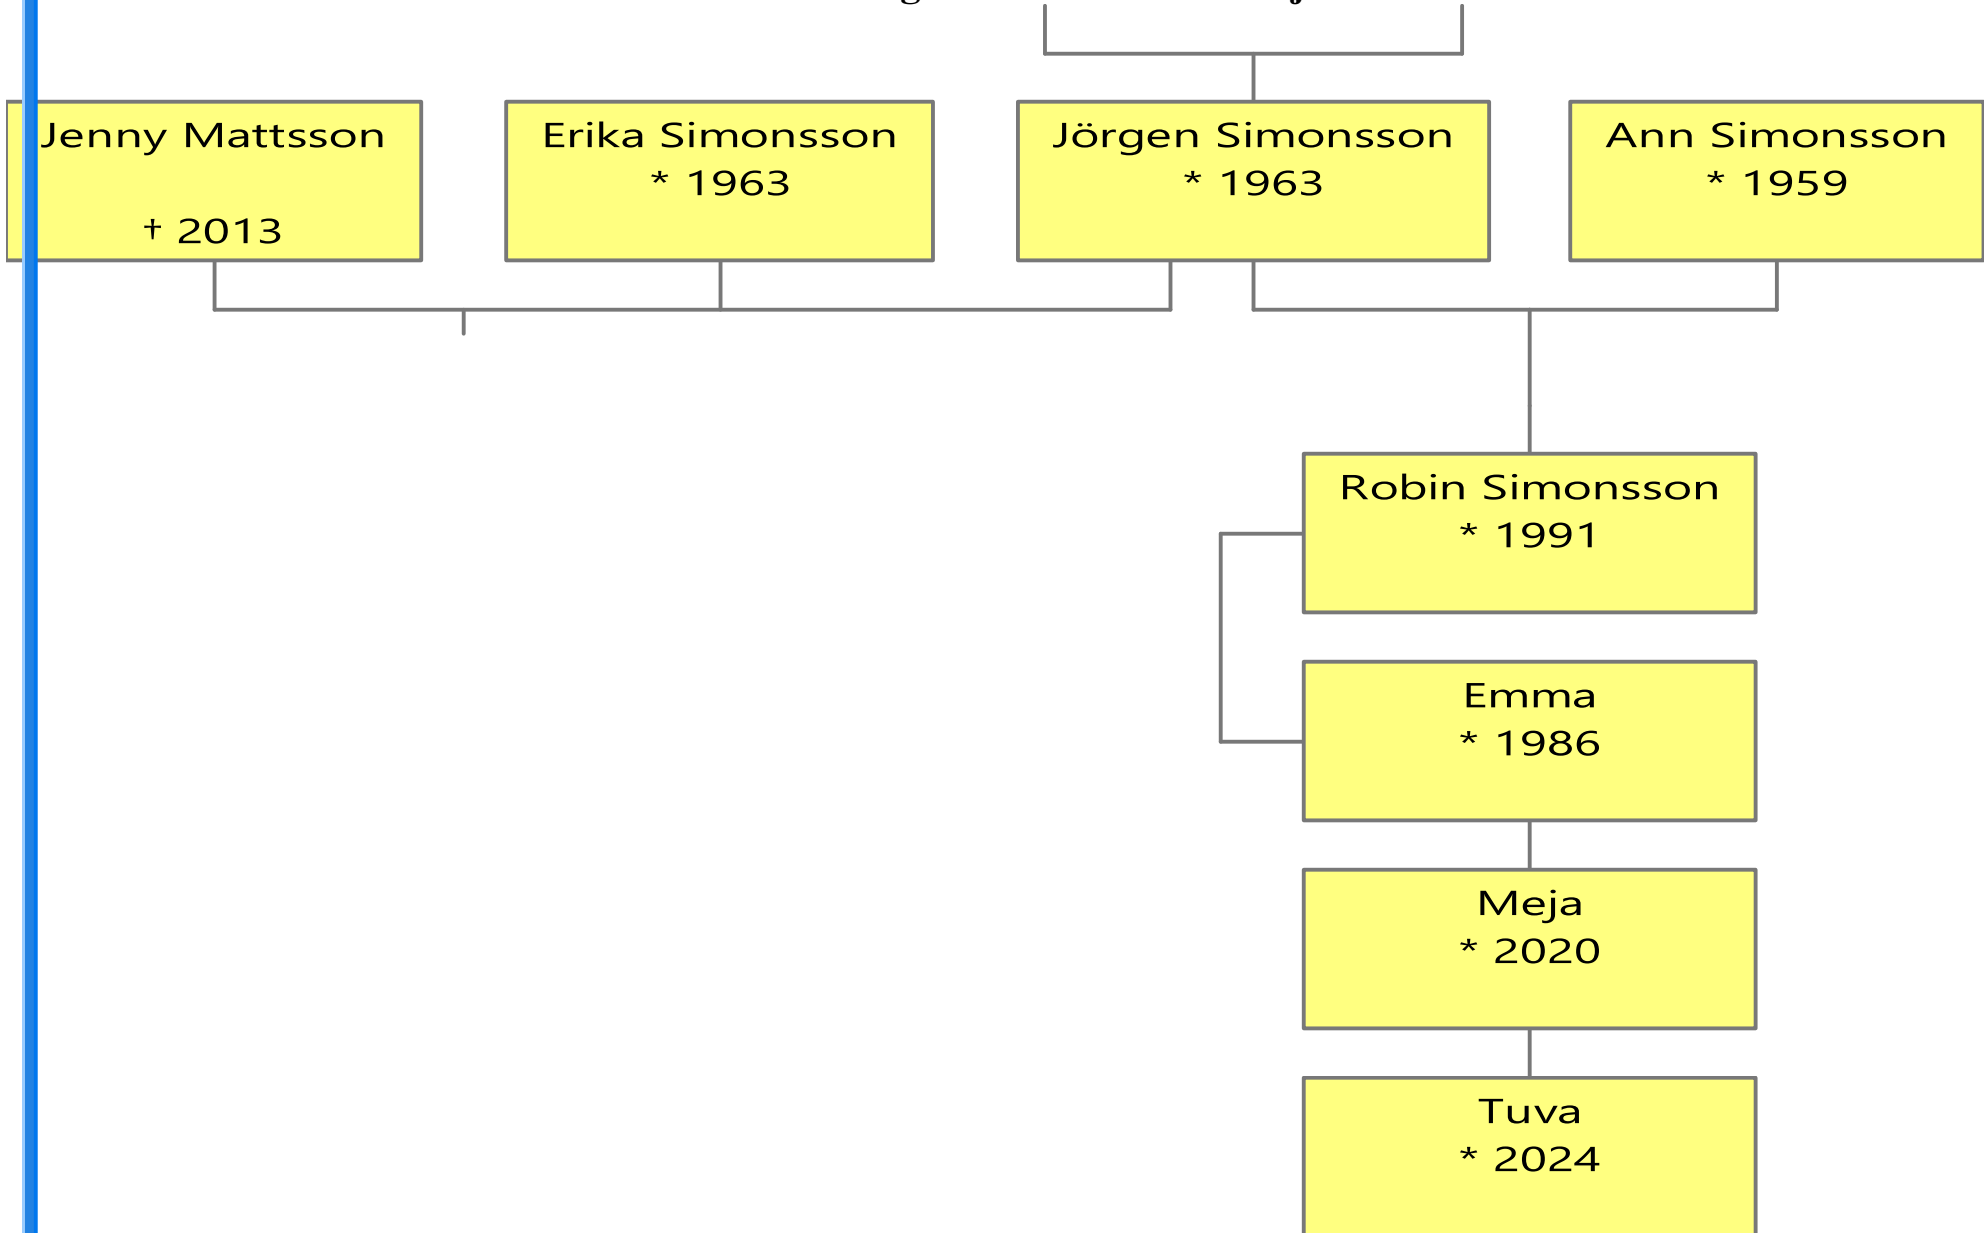 Jenny Mattsson
† 2013
Erika Simonsson
* 1963
Jörgen Simonsson
* 1963
Ann Simonsson
* 1959
Robin Simonsson
* 1991
Emma
* 1986
Meja
* 2020
Tuva
* 2024